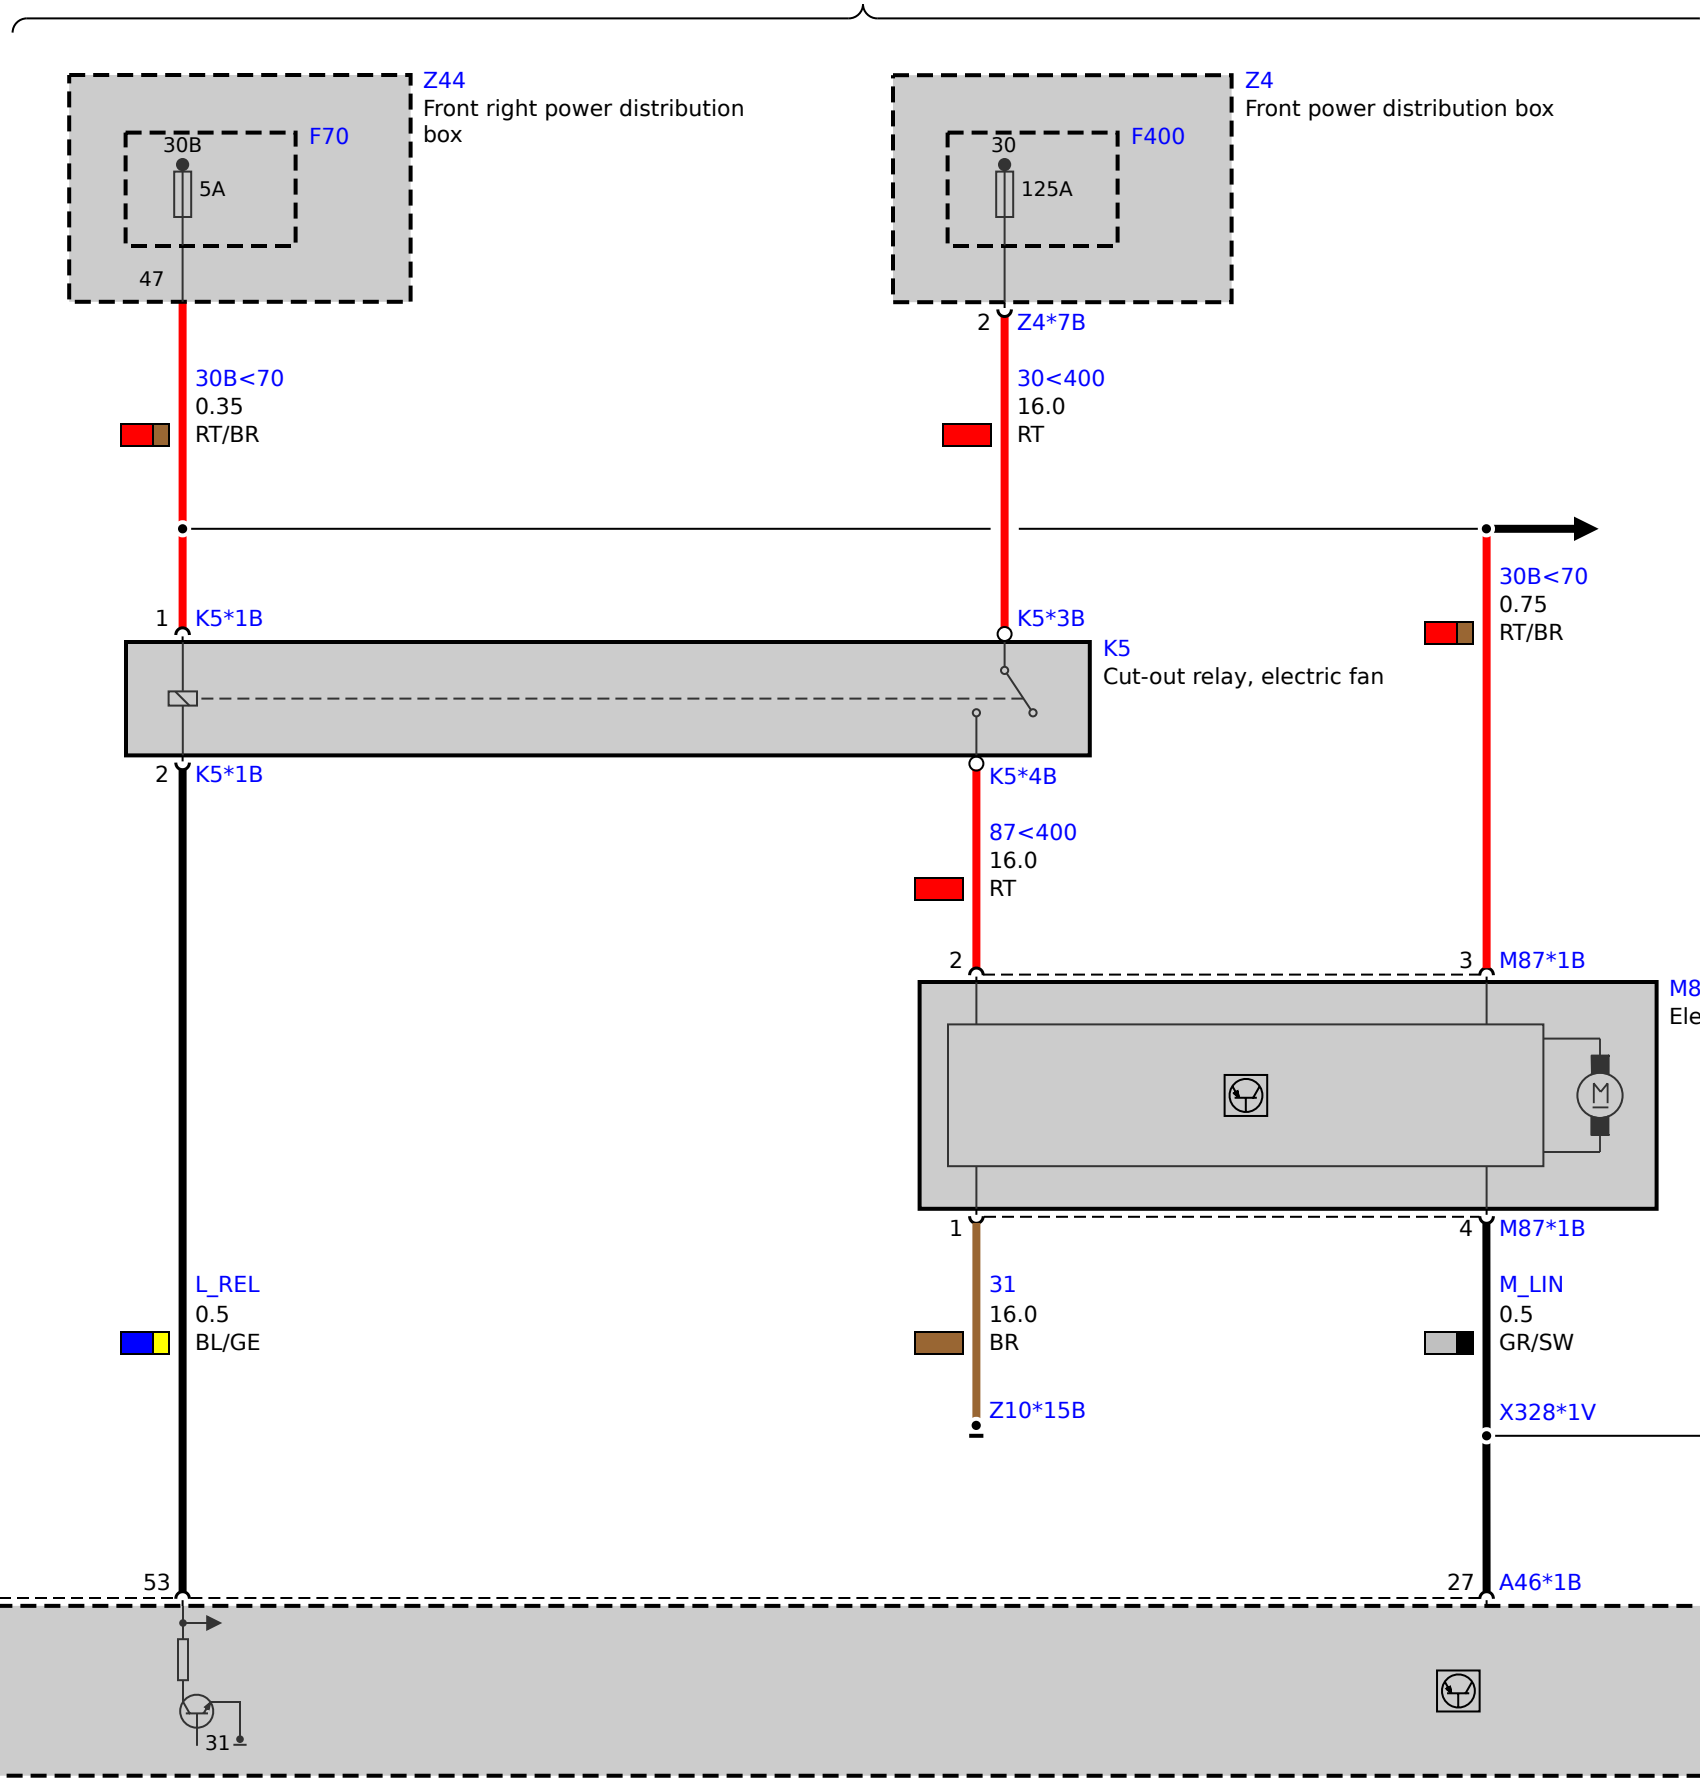 Z44
Front right power distribution
box
F70
30B
5A
47
Z4
Front power distribution box
F400
30
125A
2 Z4*7B
30B<70
0.35
RT/BR
30<400
16.0
RT
30B<70
0.75
RT/BR
1 K5*1B
K5*3B
K5
Cut-out relay, electric fan
2 K5*1B
K5*4B
87<400
16.0
RT
2
3 M87*1B
M8
Ele
M
1
4 M87*1B
L_REL
0.5
BL/GE
31
16.0
BR
M_LIN
0.5
GR/SW
Z10*15B
X328*1V
53
27 A46*1B
31